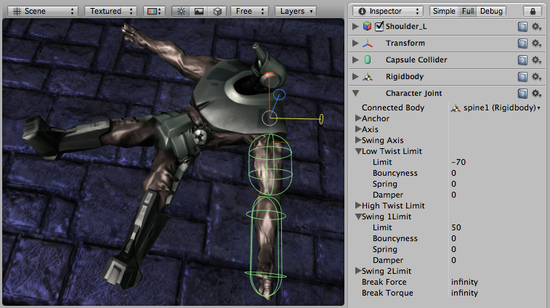 Scene Textured Free Layers
Inspector Simple Full Debug
Shoulder_L
Transform
Capsule Collider
Rigidbody
Character Joint
Connected Body spine1 (Rigidbody)
Anchor
Axis
Swing Axis
Low Twist Limit
Limit -70
Bouncyness 0
Spring 0
Damper 0
High Twist Limit
Swing 1Limit
Limit 50
Bouncyness 0
Spring 0
Damper 0
Swing 2Limit
Break Force infinity
Break Torque infinity